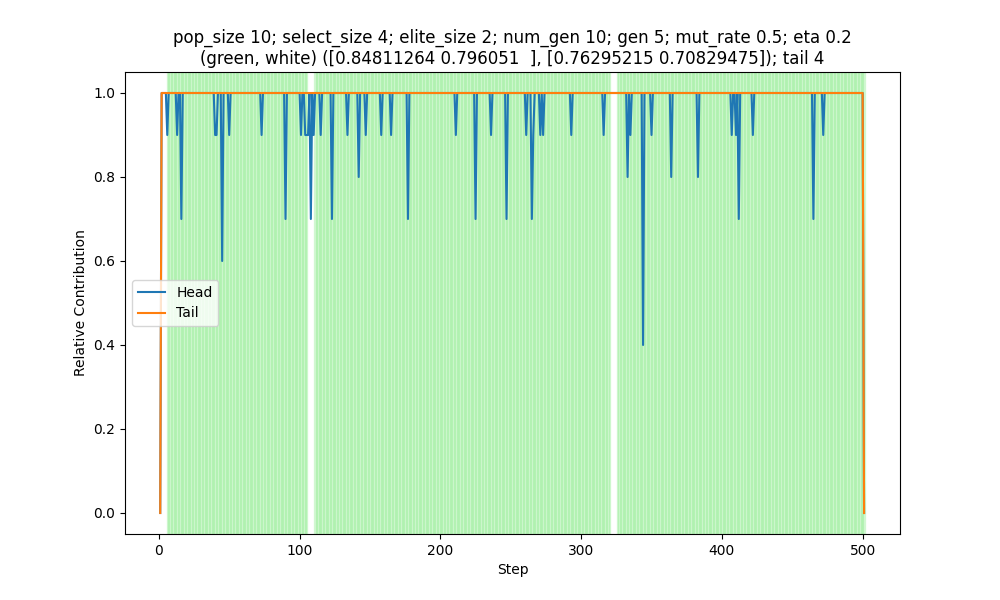 pop_size 10; select_size 4; elite_size 2; num_gen 10; gen 5; mut_rate 0.5; eta 0.2
(green, white) ([0.84811264 0.796051  ], [0.76295215 0.70829475]); tail 4
1.0
0.8
0.6
0.4
0.2
0.0
Relative Contribution
Head
Tail
0
100
200
300
400
500
Step